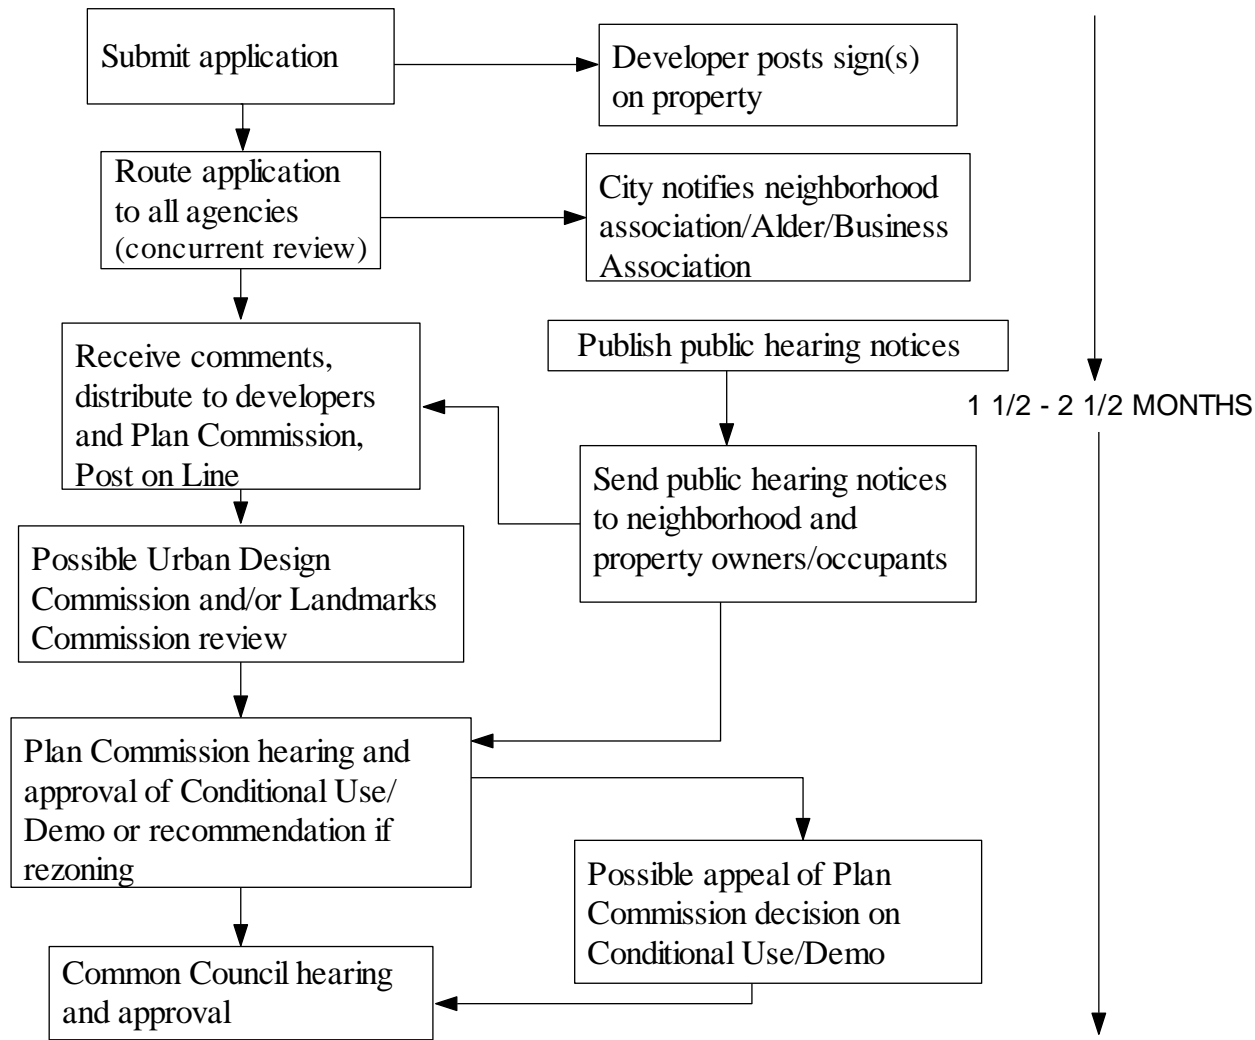 Submit application
Developer posts sign(s)
on property
Route application
to all agencies
(concurrent review)
City notifies neighborhood
association/Alder/Business
Association
Receive comments,
distribute to developers
and Plan Commission,
Post on Line
Publish public hearing notices
1 1/2 - 2 1/2 MONTHS
Send public hearing notices
to neighborhood and
property owners/occupants
Possible Urban Design
Commission and/or Landmarks
Commission review
Plan Commission hearing and
approval of Conditional Use/
Demo or recommendation if
rezoning
Possible appeal of Plan
Commission decision on
Conditional Use/Demo
Common Council hearing
and approval